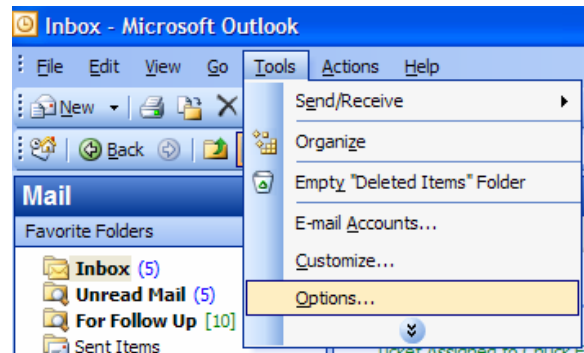 Inbox - Microsoft Outlook
File Edit View Go Tools Actions Help
New
Send/Receive
Back
Organize
Empty "Deleted Items" Folder
Mail
Favorite Folders
E-mail Accounts...
Inbox (5)
Customize...
Unread Mail (5)
Options...
For Follow Up [10]
Sent Items